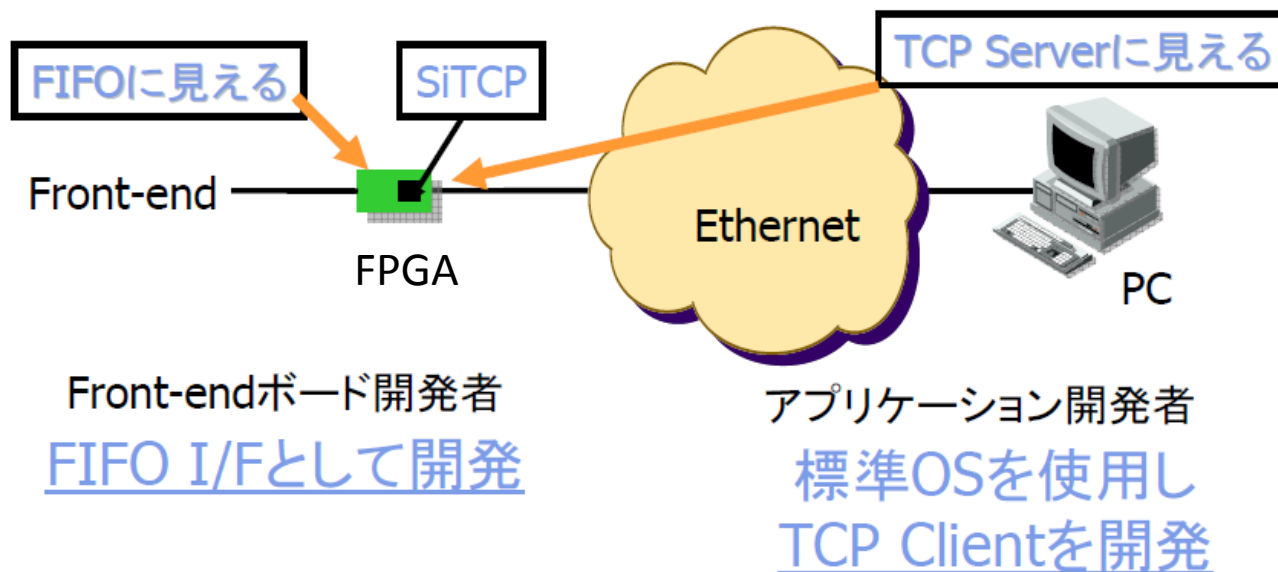 FIFOに見える
SiTCP
TCP Serverに見える
Front-end
FPGA
Ethernet
PC
Front-endボード開発者
FIFO I/Fとして開発
アプリケーション開発者
標準OSを使用し
TCP Clientを開発